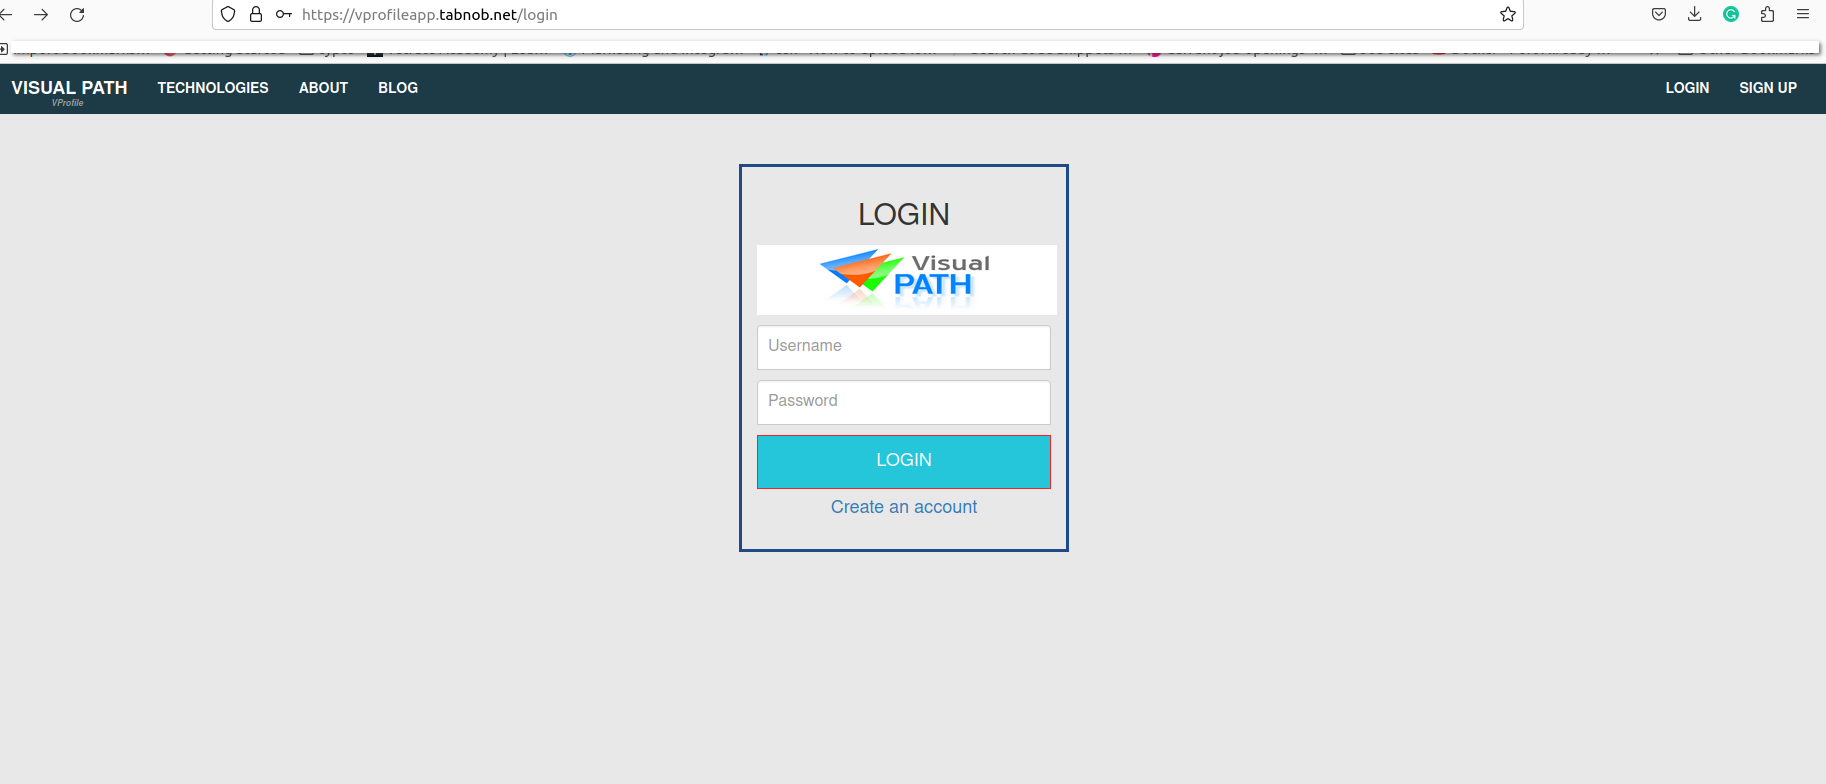 https://vprofileapp.tabnob.net/login
VISUAL PATH
VProfile
TECHNOLOGIES
ABOUT
BLOG
LOGIN
SIGN UP
LOGIN
Visual
PATH
Username
Password
LOGIN
Create an account